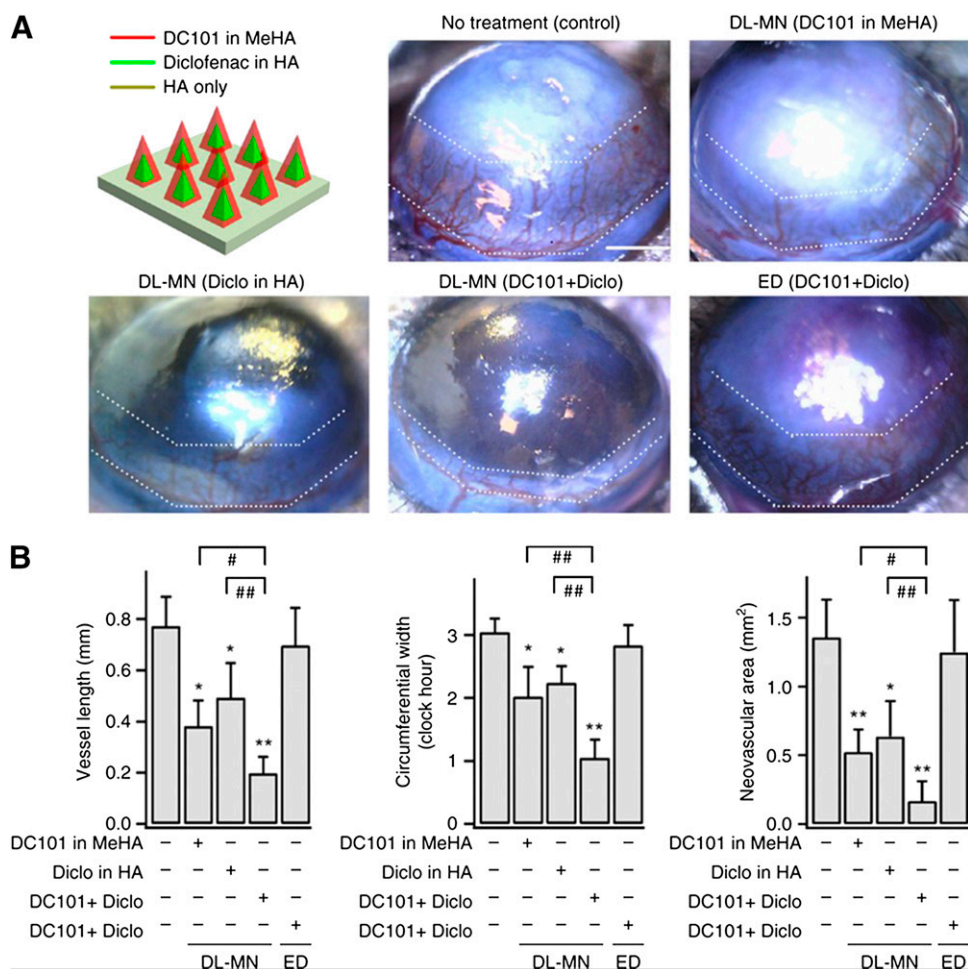 A
DC101 in MeHA
Diclofenac in HA
HA only
No treatment (control)
DL-MN (DC101 in MeHA)
DL-MN (Diclo in HA)
DL-MN (DC101+Diclo)
ED (DC101+Diclo)
B
Vessel length (mm)
0.8
0.6
0.4
0.2
0.0
#
##
*
*
**
DC101 in MeHA – + – – –
Diclo in HA – – + – –
DC101+ Diclo – – – + –
DC101+ Diclo – – – – +
DL-MN ED
Circumferential width
(clock hour)
3
2
1
0
##
##
*
*
**
DC101 in MeHA – + – – –
Diclo in HA – – + – –
DC101+ Diclo – – – + –
DC101+ Diclo – – – – +
DL-MN ED
Neovascular area (mm²)
1.5
1.0
0.5
0.0
#
##
**
*
**
DC101 in MeHA – + – – –
Diclo in HA – – + – –
DC101+ Diclo – – – + –
DC101+ Diclo – – – – +
DL-MN ED